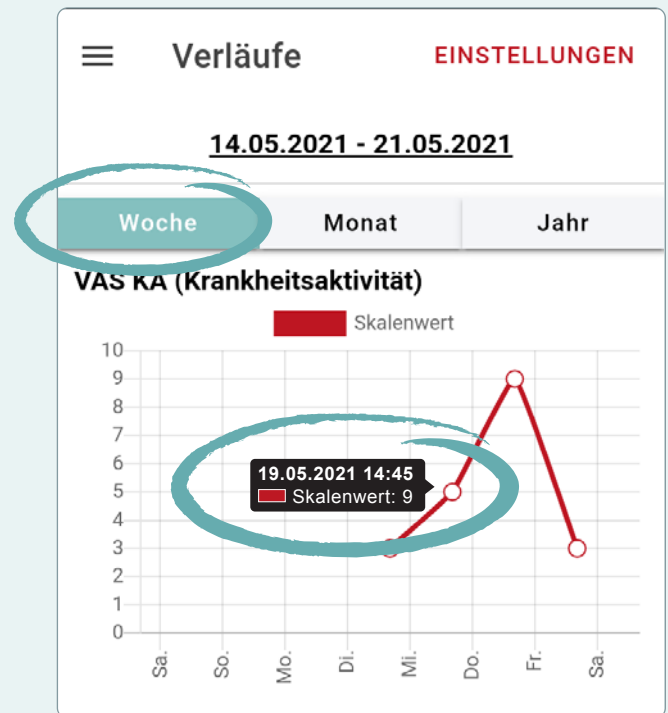 Verläufe EINSTELLUNGEN
14.05.2021 - 21.05.2021
Woche Monat Jahr
VAS KA (Krankheitsaktivität)
Skalenwert
10
9
8
7
6
5
4
3
2
1
0
19.05.2021 14:45
Skalenwert: 9
Sa. So. Mo. Di. Mi. Do. Fr. Sa.